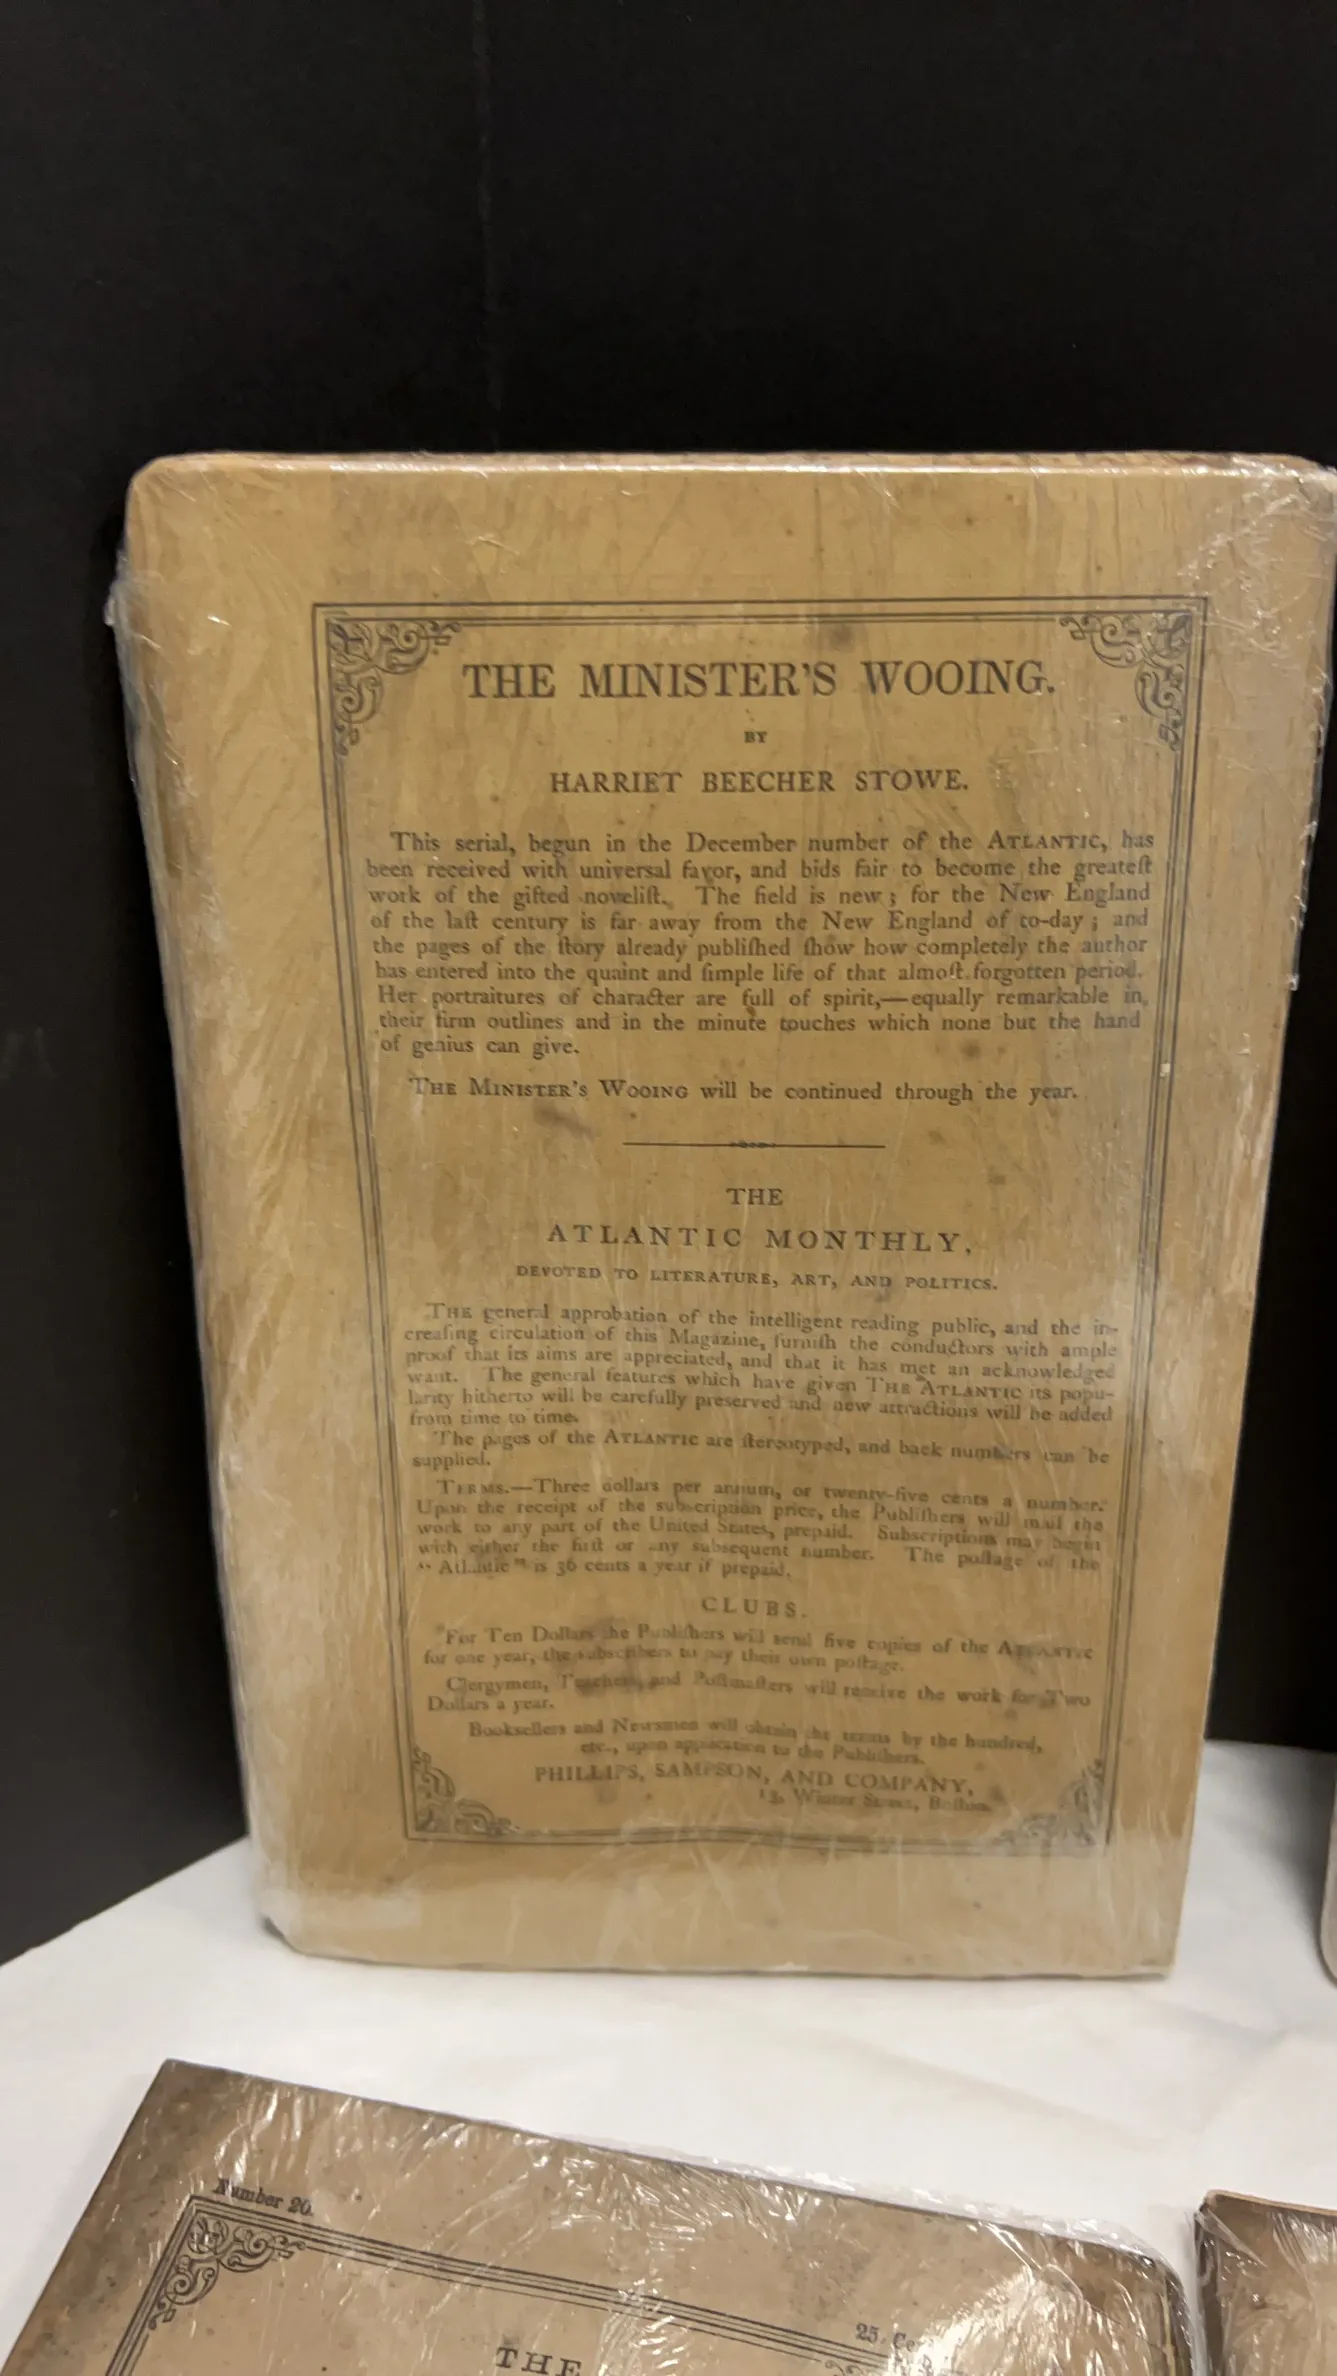 THE MINISTER'S WOOING.
BY
HARRIET BEECHER STOWE.
This serial, begun in the December number of the ATLANTIC, has
been received with universal favor, and bids fair to become the greateſt
work of the gifted noveliſt. The field is new; for the New England
of the laſt century is far away from the New England of to-day; and
the pages of the ſtory already publiſhed ſhow how completely the author
has entered into the quaint and ſimple life of that almoſt forgotten period.
Her portraitures of character are full of spirit,—equally remarkable in
their firm outlines and in the minute touches which none but the hand
of genius can give.
THE MINISTER'S WOOING will be continued through the year.
THE
ATLANTIC MONTHLY,
DEVOTED TO LITERATURE, ART, AND POLITICS.
THE general approbation of the intelligent reading public, and the in-
creaſing circulation of this Magazine, furniſh the conductors with ample
proof that its aims are appreciated, and that it has met an acknowledged
want. The general features which have given THE ATLANTIC its popu-
larity hitherto will be carefully preserved and new attractions will be added
from time to time.
The pages of the ATLANTIC are ſtereotyped, and back numbers can be
supplied.
TERMS.—Three dollars per annum, or twenty-five cents a number.
Upon the receipt of the subscription price, the Publiſhers will mail the
work to any part of the United States, prepaid. Subscriptions may begin
with either the firſt or any subsequent number. The poſtage of the
"Atlantic" is 36 cents a year if prepaid.
CLUBS.
For Ten Dollars the Publiſhers will send five copies of the ATLANTIC
for one year, the subscribers to pay their own poſtage.
Clergymen, Teachers, and Poſtmaſters will receive the work for Two
Dollars a year.
Booksellers and Newsmen will obtain the terms by the hundred,
etc., upon application to the Publiſhers.
PHILLIPS, SAMPSON, AND COMPANY,
13, Winter Street, Boſton.
Number 20.
25
THE